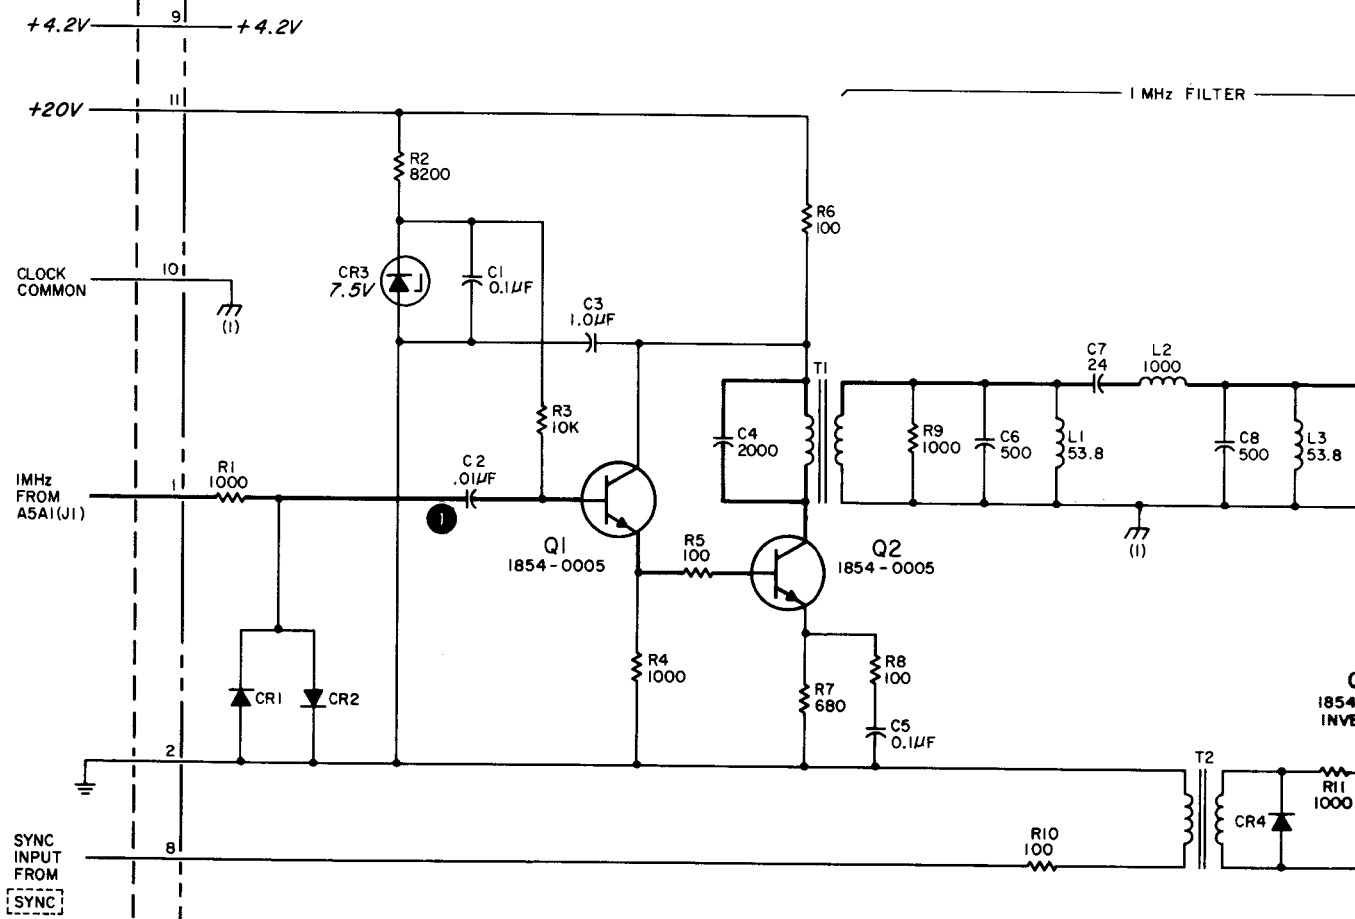 +4.2V
9
+4.2V
+20V
11
1 MHz FILTER
R2
8200
R6
100
CLOCK
COMMON
10
(1)
CR3
7.5V
C1
0.1µF
C3
1.0µF
T1
C7
24
L2
1000
R3
10K
C4
2000
R9
1000
C6
500
L1
53.8
C8
500
L3
53.8
1MHz
FROM
A5A1(J1)
1
R1
1000
C2
.01µF
1
Q1
1854-0005
R5
100
Q2
1854-0005
(1)
CR1
CR2
R4
1000
R7
680
R8
100
C5
0.1µF
1854
2
T2
CR4
R11
1000
SYNC
INPUT
FROM
SYNC
8
R10
100